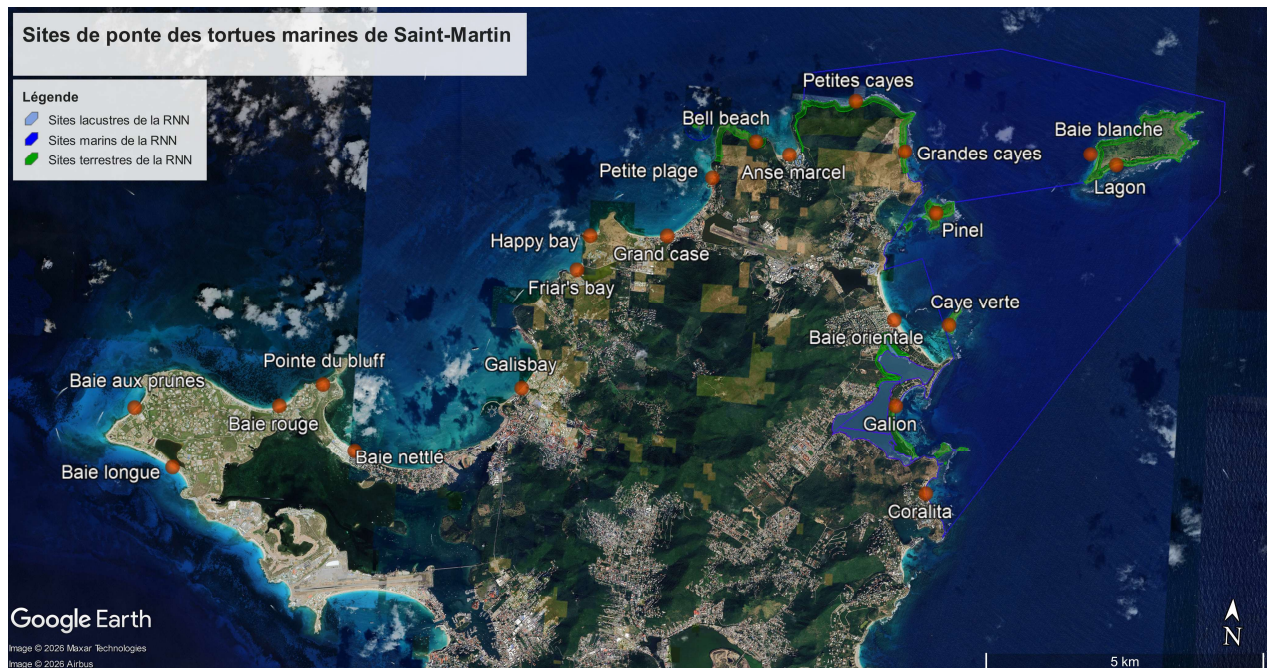 Sites de ponte des tortues marines de Saint-Martin
Légende
Sites lacustres de la RNN
Sites marins de la RNN
Sites terrestres de la RNN
Petites cayes
Bell beach
Baie blanche
Grandes cayes
Petite plage
Anse marcel
Lagon
Pinel
Happy bay
Grand case
Friar's bay
Caye verte
Baie orientale
Pointe du bluff
Galisbay
Baie aux prunes
Baie rouge
Galion
Baie nettlé
Baie longue
Coralita
Google Earth
Image © 2026 Maxar Technologies
Image © 2026 Airbus
N
5 km